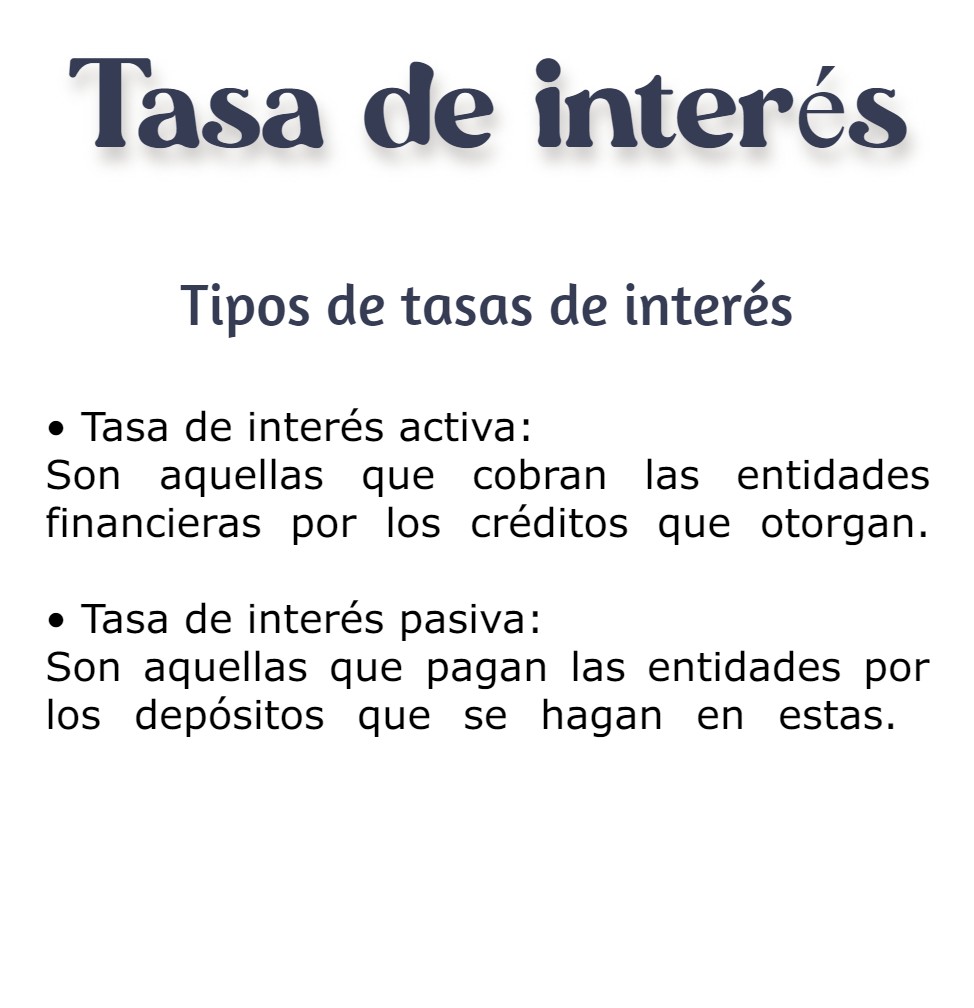 Tasa de interés
Tipos de tasas de interés
• Tasa de interés activa:
Son aquellas que cobran las entidades
financieras por los créditos que otorgan.
• Tasa de interés pasiva:
Son aquellas que pagan las entidades por
los depósitos que se hagan en estas.